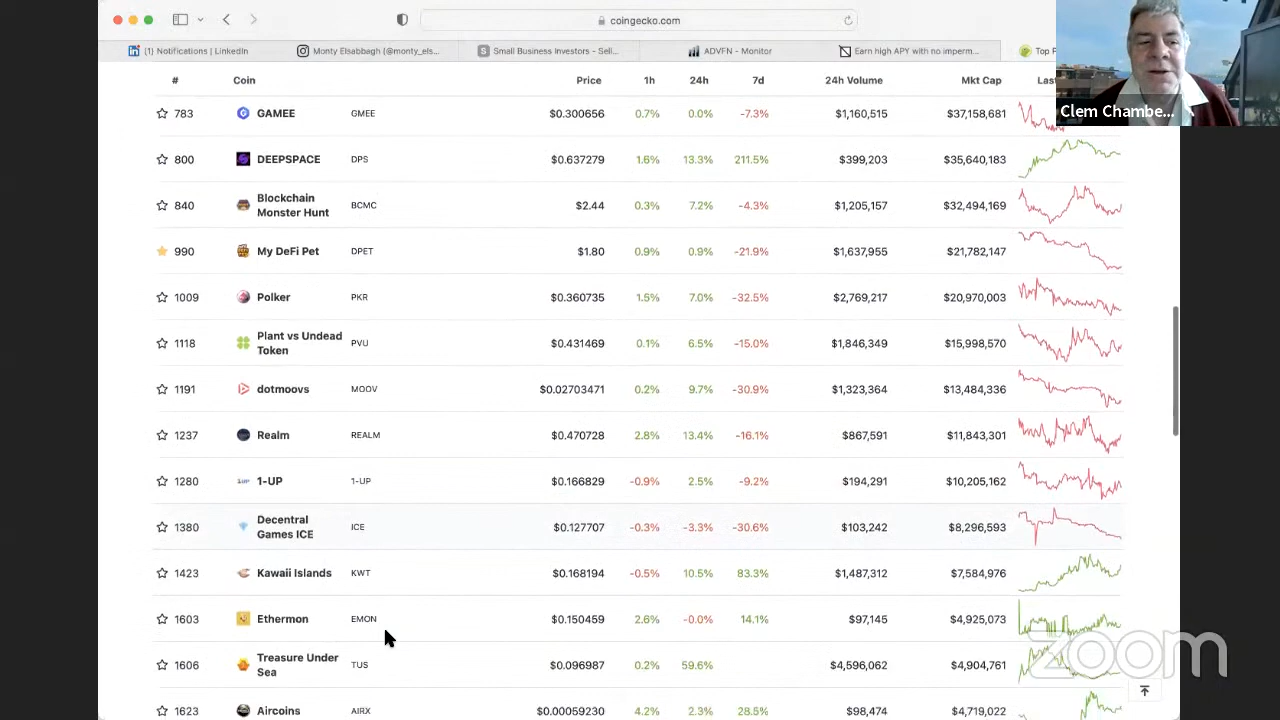 coingecko.com
(1) Notifications | LinkedIn
Monty Elsabbagh (@monty_els...
Small Business Investors - Sell...
ADVFN - Monitor
Earn high APY with no imperm...
Top P
Clem Chambe...
# Coin Price 1h 24h 7d 24h Volume Mkt Cap Las
783 GAMEE GMEE $0.300656 0.7% 0.0% -7.3% $1,160,515 $37,158,681
800 DEEPSPACE DPS $0.637279 1.6% 13.3% 211.5% $399,203 $35,640,183
840 Blockchain Monster Hunt BCMC $2.44 0.3% 7.2% -4.3% $1,205,157 $32,494,169
990 My DeFi Pet DPET $1.80 0.9% 0.9% -21.9% $1,637,955 $21,782,147
1009 Polker PKR $0.360735 1.5% 7.0% -32.5% $2,769,217 $20,970,003
1118 Plant vs Undead Token PVU $0.431469 0.1% 6.5% -15.0% $1,846,349 $15,998,570
1191 dotmoovs MOOV $0.02703471 0.2% 9.7% -30.9% $1,323,364 $13,484,336
1237 Realm REALM $0.470728 2.8% 13.4% -16.1% $867,591 $11,843,301
1280 1UP 1-UP 1-UP $0.166829 -0.9% 2.5% -9.2% $194,291 $10,205,162
1380 Decentral Games ICE ICE $0.127707 -0.3% -3.3% -30.6% $103,242 $8,296,593
1423 Kawaii Islands KWT $0.168194 -0.5% 10.5% 83.3% $1,487,312 $7,584,976
1603 Ethermon EMON $0.150459 2.6% -0.0% 14.1% $97,145 $4,925,073
1606 Treasure Under Sea TUS $0.096987 0.2% 59.6% $4,596,062 $4,904,761
1623 Aircoins AIRX $0.00059230 4.2% 2.3% 28.5% $98,474 $4,719,022
zoom